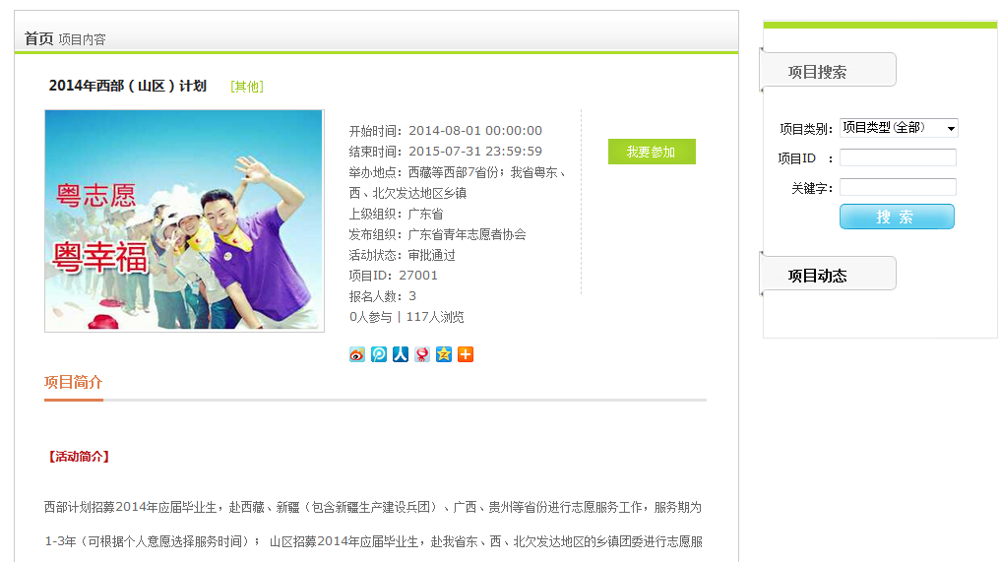 首页 项目内容
2014年西部（山区）计划 [其他]
粤志愿
粤幸福
开始时间：2014-08-01 00:00:00
结束时间：2015-07-31 23:59:59
举办地点：西藏等西部7省份；我省粤东、
西、北欠发达地区乡镇
上级组织：广东省
发布组织：广东省青年志愿者协会
活动状态：审批通过
项目ID：27001
报名人数：3
0人参与 | 117人浏览
我要参加
项目简介
【活动简介】
西部计划招募2014年应届毕业生，赴西藏、新疆（包含新疆生产建设兵团）、广西、贵州等省份进行志愿服务工作，服务期为
1-3年（可根据个人意愿选择服务时间）； 山区招募2014年应届毕业生，赴我省东、西、北欠发达地区的乡镇团委进行志愿服
项目搜索
项目类别： 项目类型(全部)
项目ID ：
关键字：
搜 索
项目动态